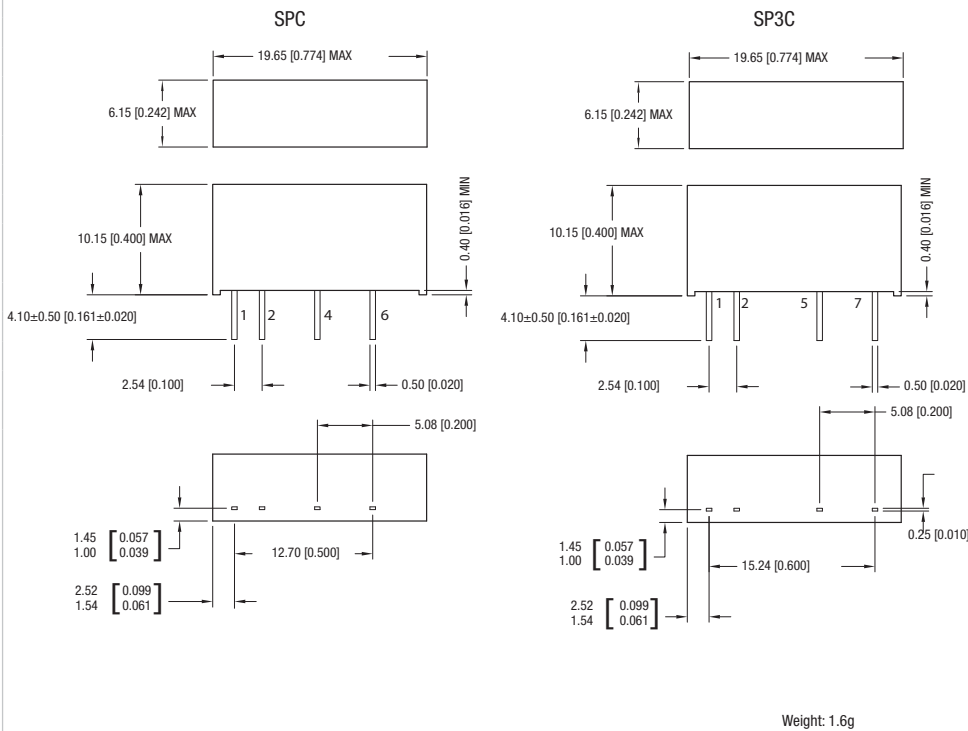 SPC
19.65 [0.774] MAX
6.15 [0.242] MAX
10.15 [0.400] MAX
0.40 [0.016] MIN
4.10±0.50 [0.161±0.020]
1 2 4 6
2.54 [0.100]
0.50 [0.020]
5.08 [0.200]
1.45 [0.057
1.00 0.039]
12.70 [0.500]
2.52 [0.099
1.54 0.061]
SP3C
19.65 [0.774] MAX
6.15 [0.242] MAX
10.15 [0.400] MAX
0.40 [0.016] MIN
4.10±0.50 [0.161±0.020]
1 2 5 7
2.54 [0.100]
0.50 [0.020]
5.08 [0.200]
0.25 [0.010]
1.45 [0.057
1.00 0.039]
15.24 [0.600]
2.52 [0.099
1.54 0.061]
Weight: 1.6g